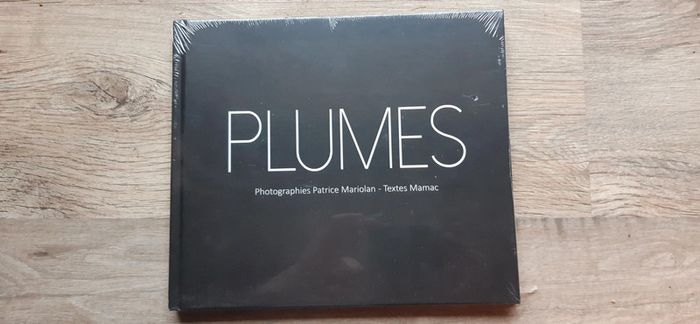 PLUMES
Photographies Patrice Mariolan - Textes Mamac